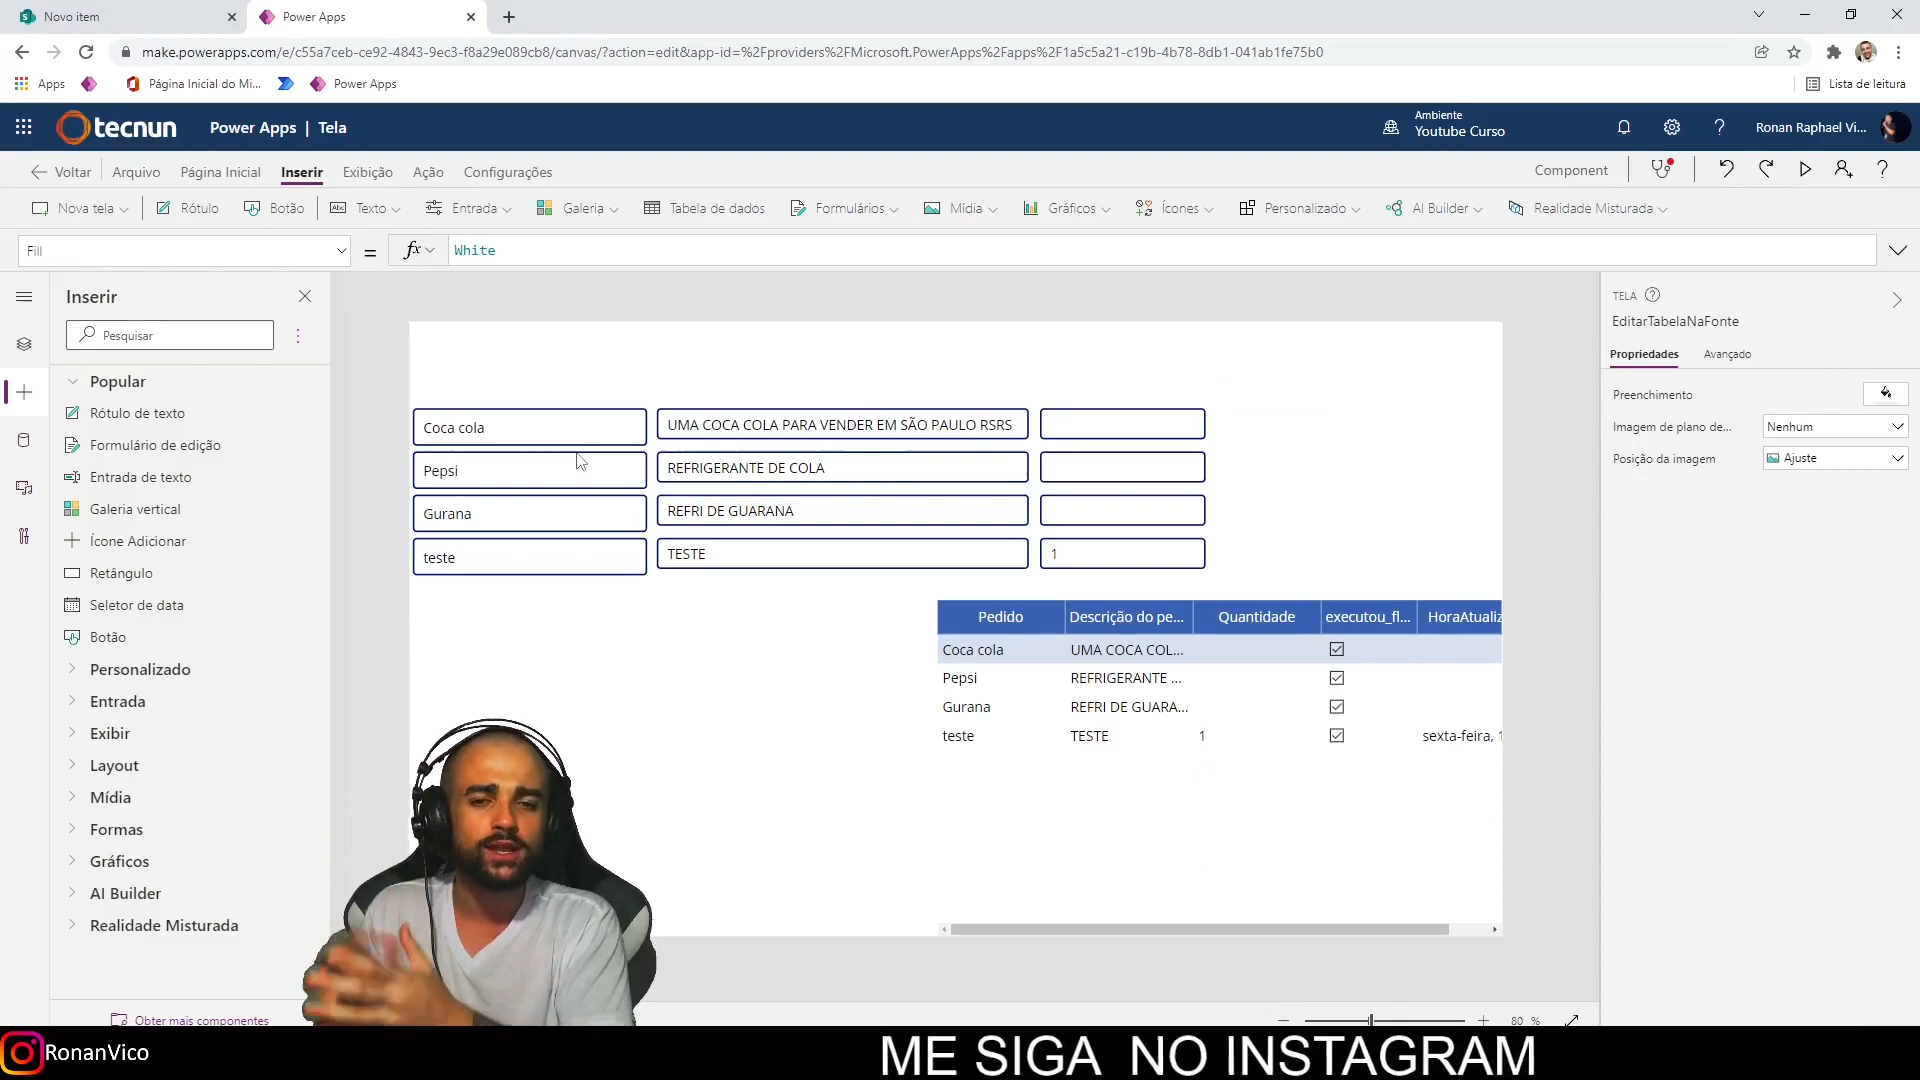 Novo item
Power Apps
make.powerapps.com/e/c55a7ceb-ce92-4843-9ec3-f8a29e089cb8/canvas/?action=edit&app-id=%2Fproviders%2FMicrosoft.PowerApps%2Fapps%2F1a5c5a21-c19b-4b78-8db1-041ab1fe75b0
Apps
Página Inicial do Mi...
Power Apps
Lista de leitura
tecnun
Power Apps | Tela
Ambiente
Youtube Curso
Ronan Raphael Vi...
Voltar
Arquivo
Página Inicial
Inserir
Exibição
Ação
Configurações
Component
Nova tela
Rótulo
Botão
Abc
Texto
Entrada
Galeria
Tabela de dados
Formulários
Mídia
Gráficos
Ícones
Personalizado
AI Builder
Realidade Misturada
Fill
=
fx
White
Inserir
Pesquisar
Popular
Rótulo de texto
Formulário de edição
Entrada de texto
Galeria vertical
Ícone Adicionar
Retângulo
Seletor de data
Botão
Personalizado
Entrada
Exibir
Layout
Mídia
Formas
Gráficos
AI Builder
Realidade Misturada
Obter mais componentes
Coca cola
UMA COCA COLA PARA VENDER EM SÃO PAULO RSRS
Pepsi
REFRIGERANTE DE COLA
Gurana
REFRI DE GUARANA
teste
TESTE
1
Pedido
Descrição do pe...
Quantidade
executou_fl...
HoraAtualiz
Coca cola
UMA COCA COL...
Pepsi
REFRIGERANTE ...
Gurana
REFRI DE GUARA...
teste
TESTE
1
sexta-feira, 1
80 %
TELA
EditarTabelaNaFonte
Propriedades
Avançado
Preenchimento
Imagem de plano de...
Nenhum
Posição da imagem
Ajuste
RonanVico
ME SIGA NO INSTAGRAM